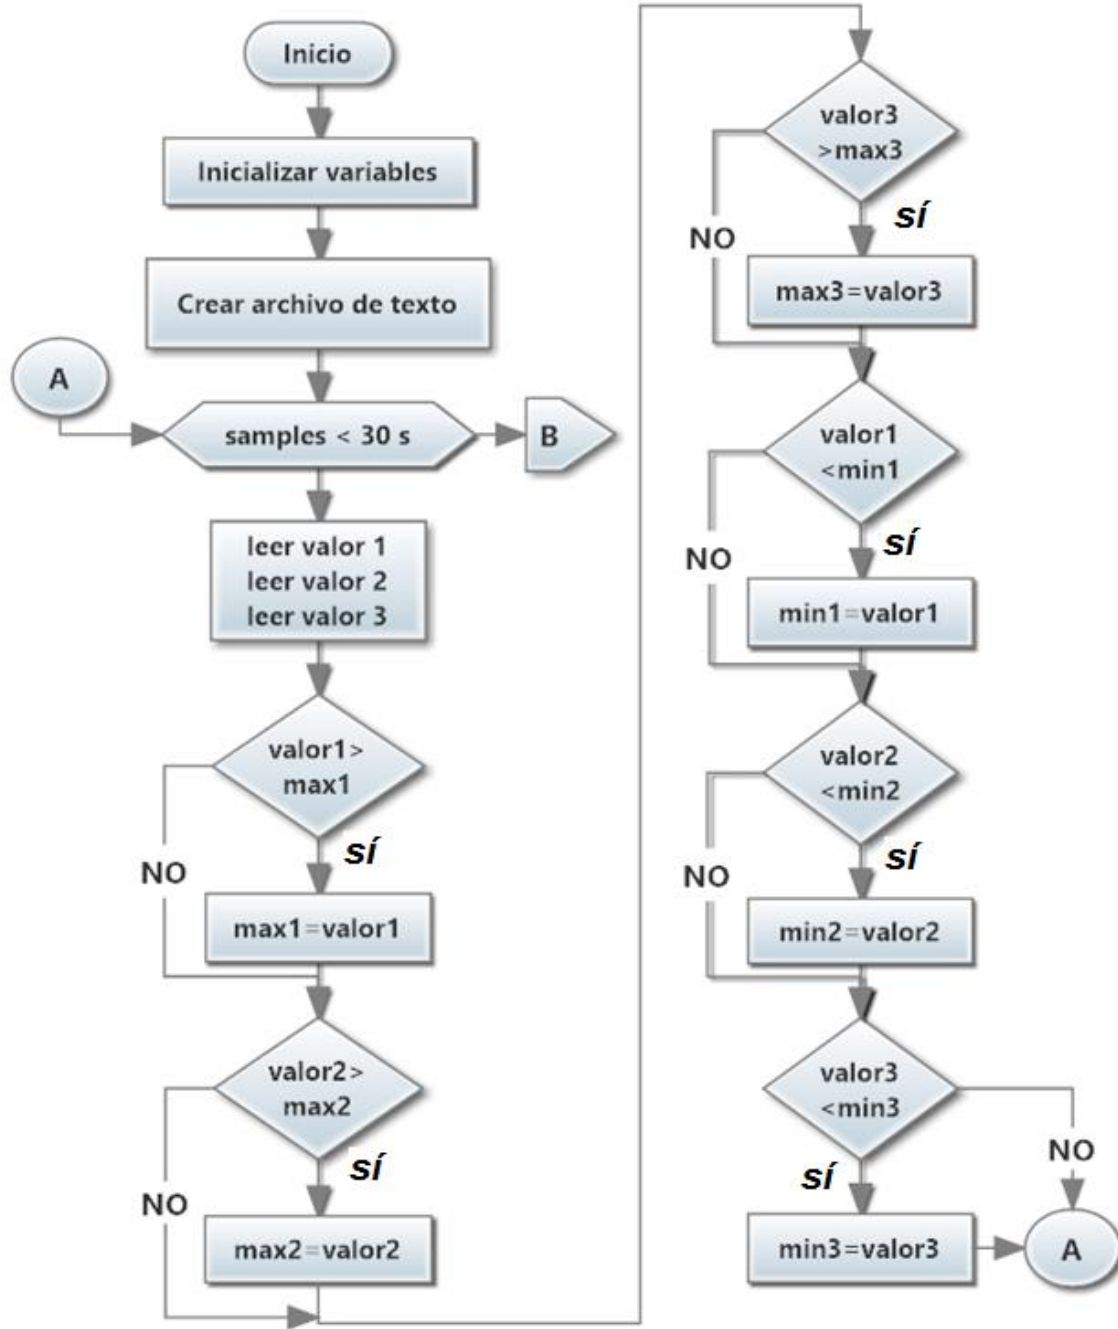 Inicio
Inicializar variables
Crear archivo de texto
A
samples < 30 s
B
leer valor 1
leer valor 2
leer valor 3
valor1>
max1
sí
NO
max1=valor1
valor2>
max2
sí
NO
max2=valor2
valor3
>max3
sí
NO
max3=valor3
valor1
<min1
sí
NO
min1=valor1
valor2
<min2
sí
NO
min2=valor2
valor3
<min3
NO
sí
min3=valor3
A